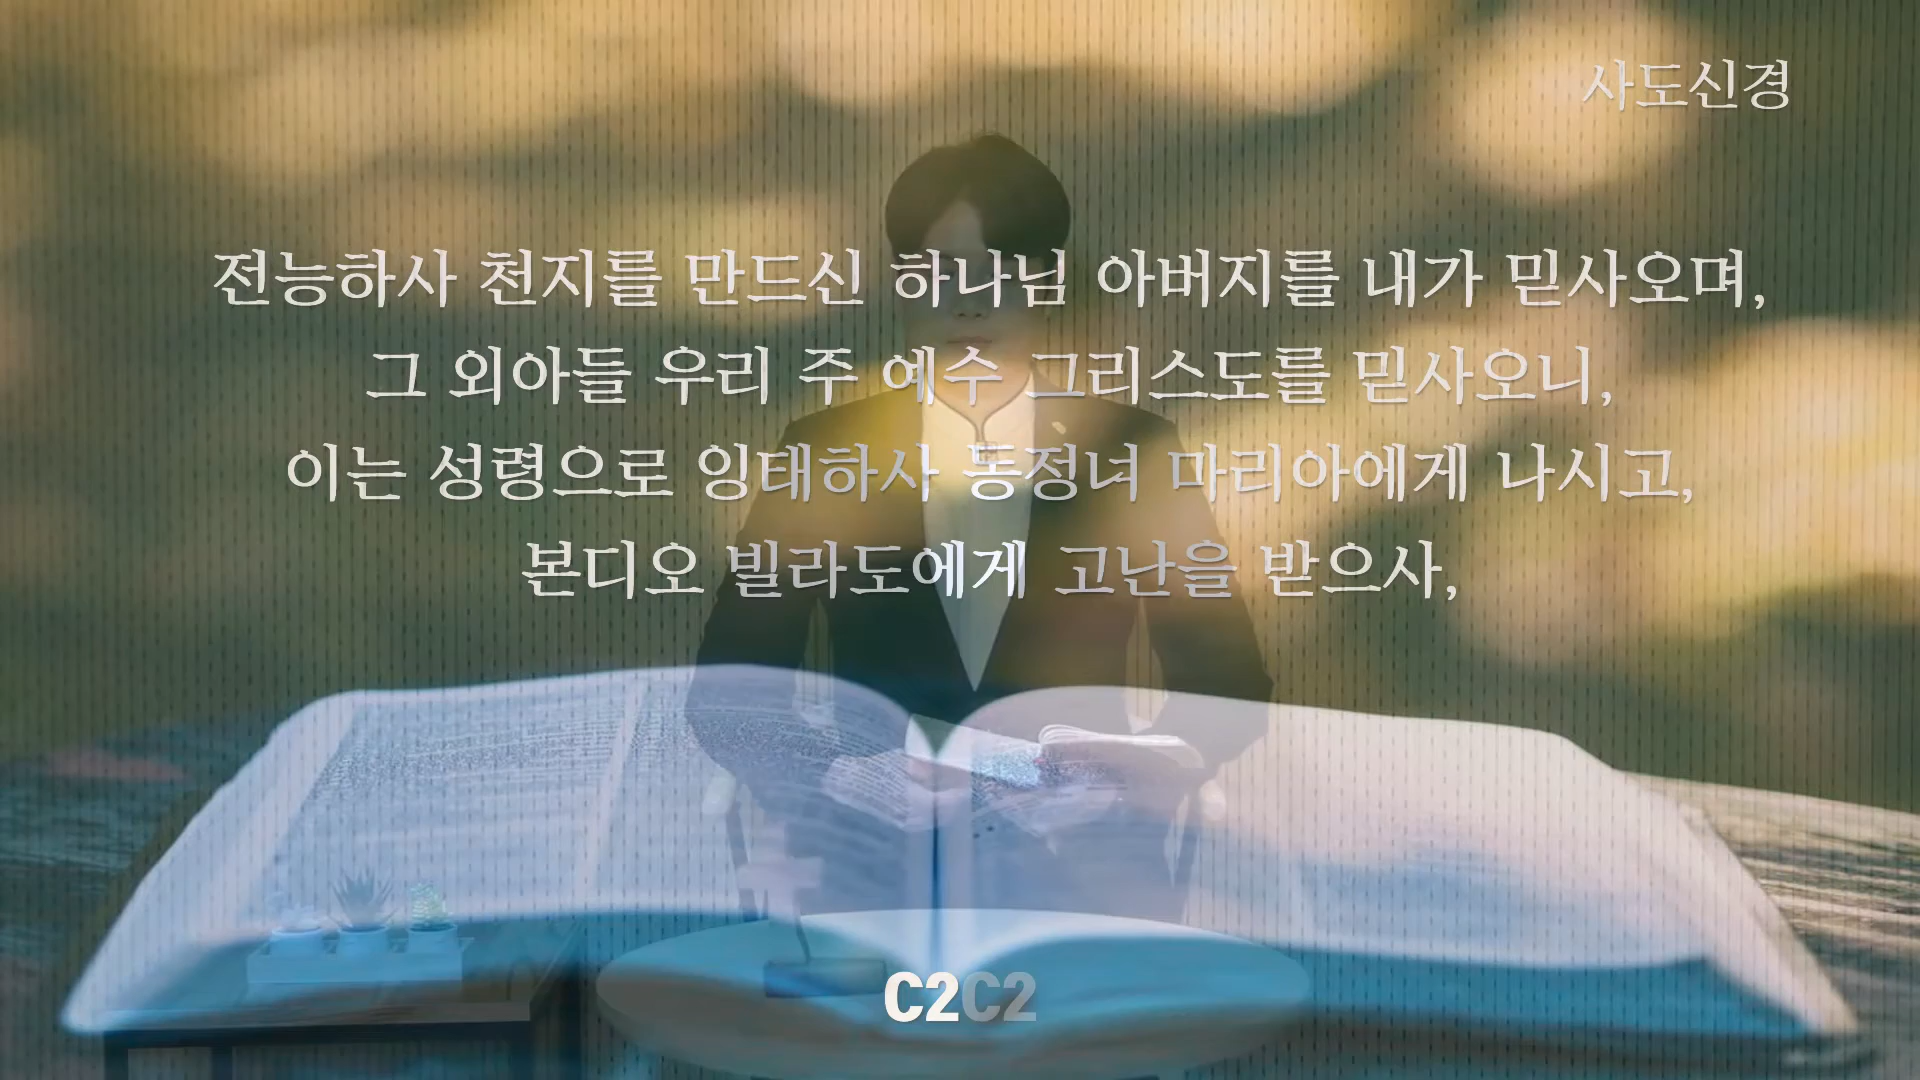 사도신경
전능하사 천지를 만드신 하나님 아버지를 내가 믿사오며,
그 외아들 우리 주 예수 그리스도를 믿사오니,
이는 성령으로 잉태하사 동정녀 마리아에게 나시고,
본디오 빌라도에게 고난을 받으사,
C2C2